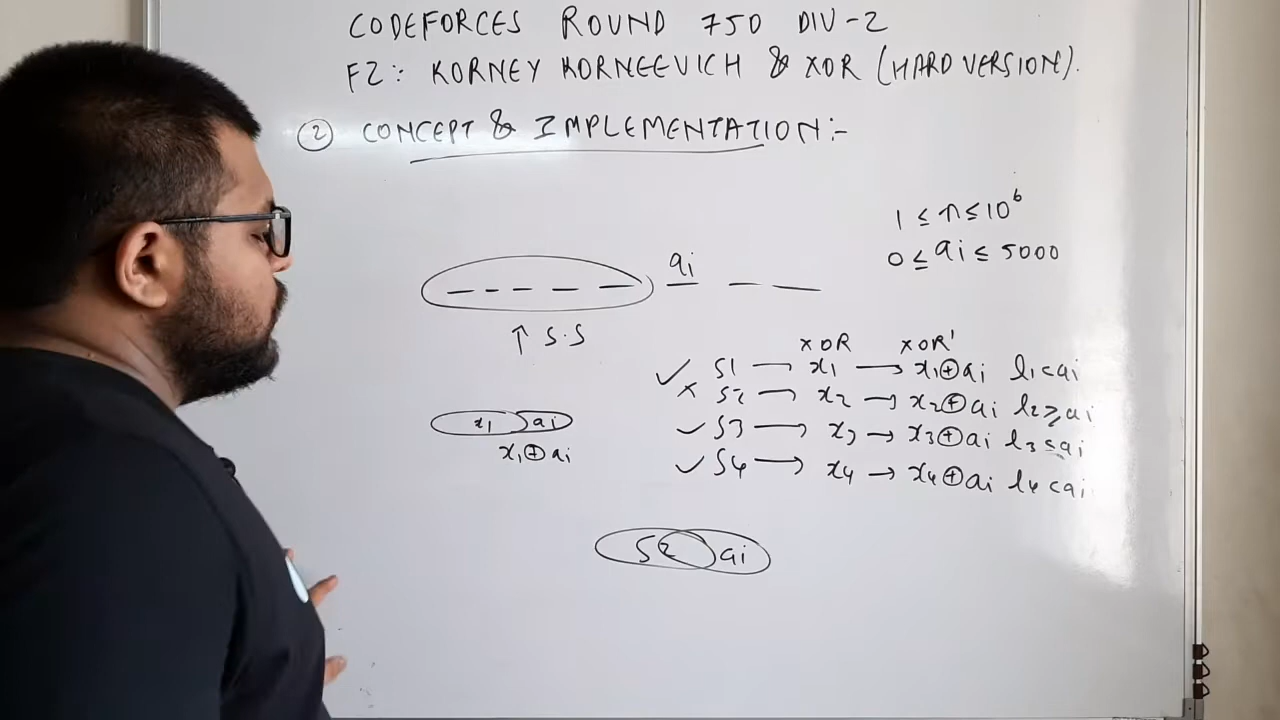 CODEFORCES ROUND 750 DIV-2
F2:- KORNEY KORNEEVICH & XOR (HARD VERSION).
② CONCEPT & IMPLEMENTATION:-
1 ≤ n ≤ 10⁶
0 ≤ ai ≤ 5000
ai
↑ S.S
XOR XOR'
✓ S1 → x1 → x1⊕ai l1<ai
× S2 → x2 → x2⊕ai l2≥ai
✓ S3 → x3 → x3⊕ai l3≤ai
✓ S4 → x4 → x4⊕ai l4<ai
x1 ai
x1⊕ai
S2 ai